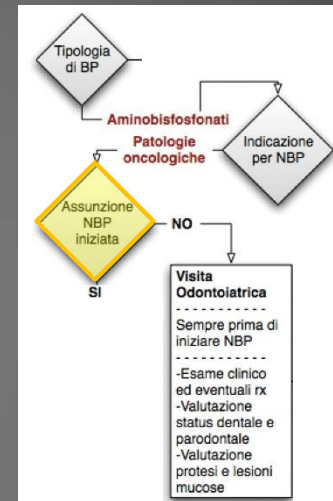 Tipologia
di BP
Aminobisfosfonati
Patologie
oncologiche
Indicazione
per NBP
Assunzione
NBP
iniziata
NO
SI
Visita
Odontoiatrica
- - - - - - - - - - -
Sempre prima di
iniziare NBP
- - - - - - - - - - -
-Esame clinico
ed eventuali rx
-Valutazione
status dentale e
parodontale
-Valutazione
protesi e lesioni
mucose